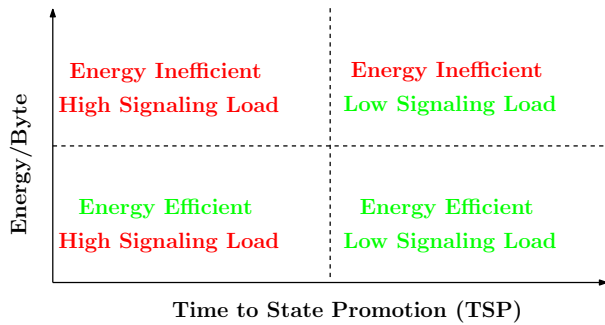 Energy/Byte
Energy Inefficient
High Signaling Load
Energy Inefficient
Low Signaling Load
Energy Efficient
High Signaling Load
Energy Efficient
Low Signaling Load
Time to State Promotion (TSP)